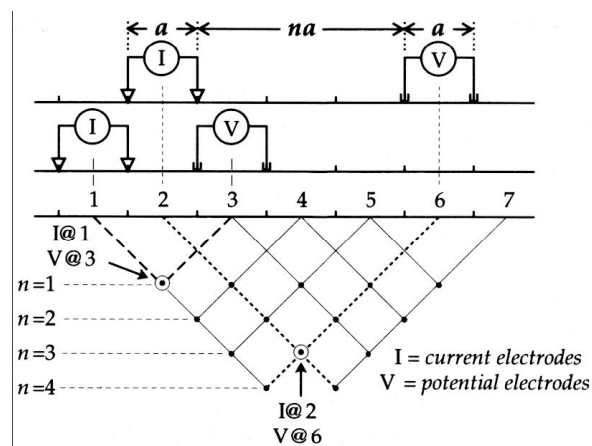 a na a
I V
I V
1 2 3 4 5 6 7
I@1
V@3
n=1
n=2
n=3
n=4
I = current electrodes
V = potential electrodes
I@2
V@6